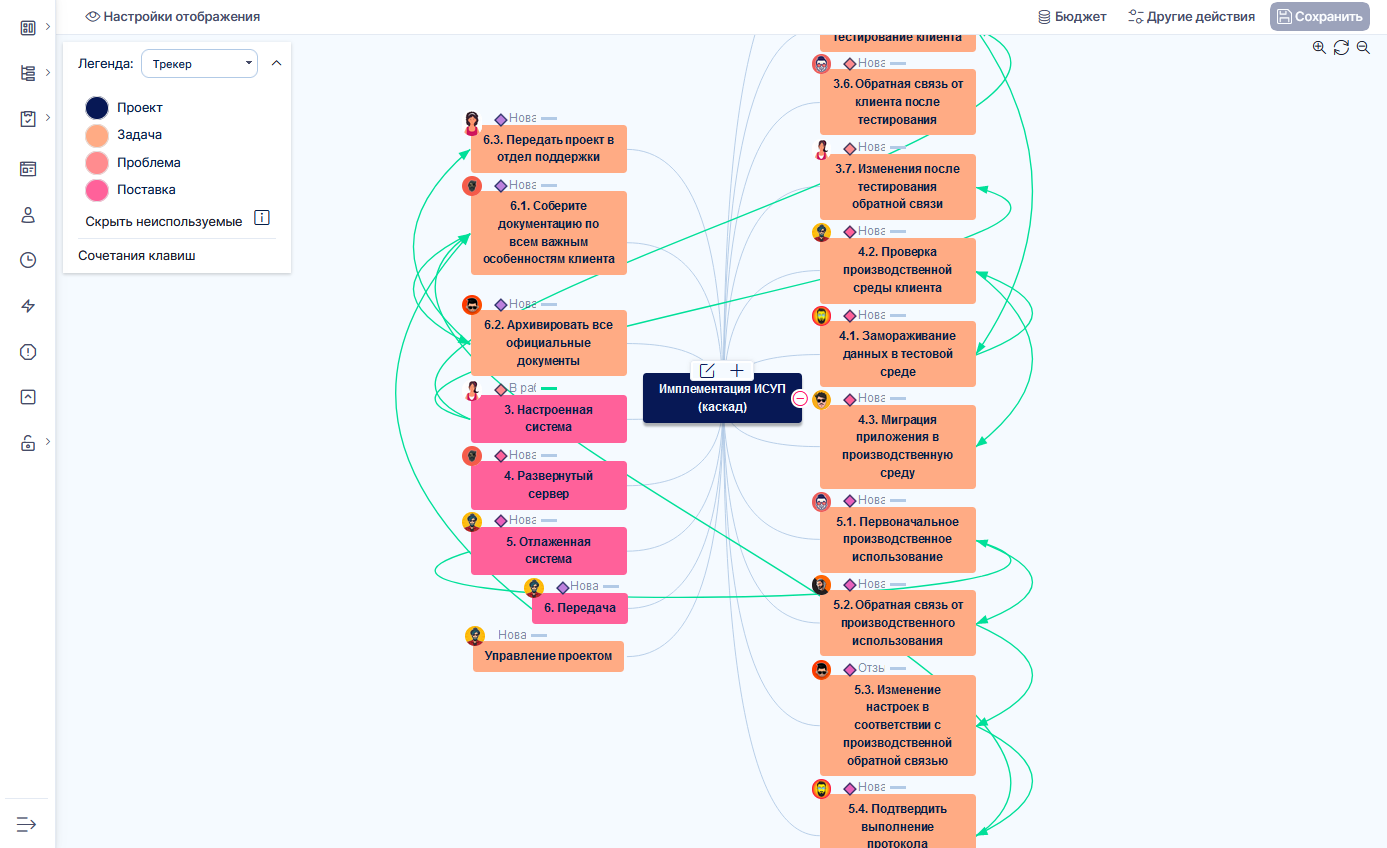 Настройки отображения
Бюджет
Другие действия
Сохранить
Легенда:
Трекер
Проект
Задача
Проблема
Поставка
Скрыть неиспользуемые
Сочетания клавиш
Нова
6.3. Передать проект в
отдел поддержки
Нова
6.1. Соберите
документацию по
всем важным
особенностям клиента
Нова
6.2. Архивировать все
официальные
документы
В раб
3. Настроенная
система
Нова
4. Развернутый
сервер
Нова
5. Отлаженная
система
Нова
6. Передача
Нова
Управление проектом
Имплементация ИСУП
(каскад)
тестирование клиента
Нова
3.6. Обратная связь от
клиента после
тестирования
Нова
3.7. Изменения после
тестирования
обратной связи
Нова
4.2. Проверка
производственной
среды клиента
Нова
4.1. Замораживание
данных в тестовой
среде
Нова
4.3. Миграция
приложения в
производственную
среду
Нова
5.1. Первоначальное
производственное
использование
Нова
5.2. Обратная связь от
производственного
использования
Отзы
5.3. Изменение
настроек в
соответствии с
производственной
обратной связью
Нова
5.4. Подтвердить
выполнение
протокола